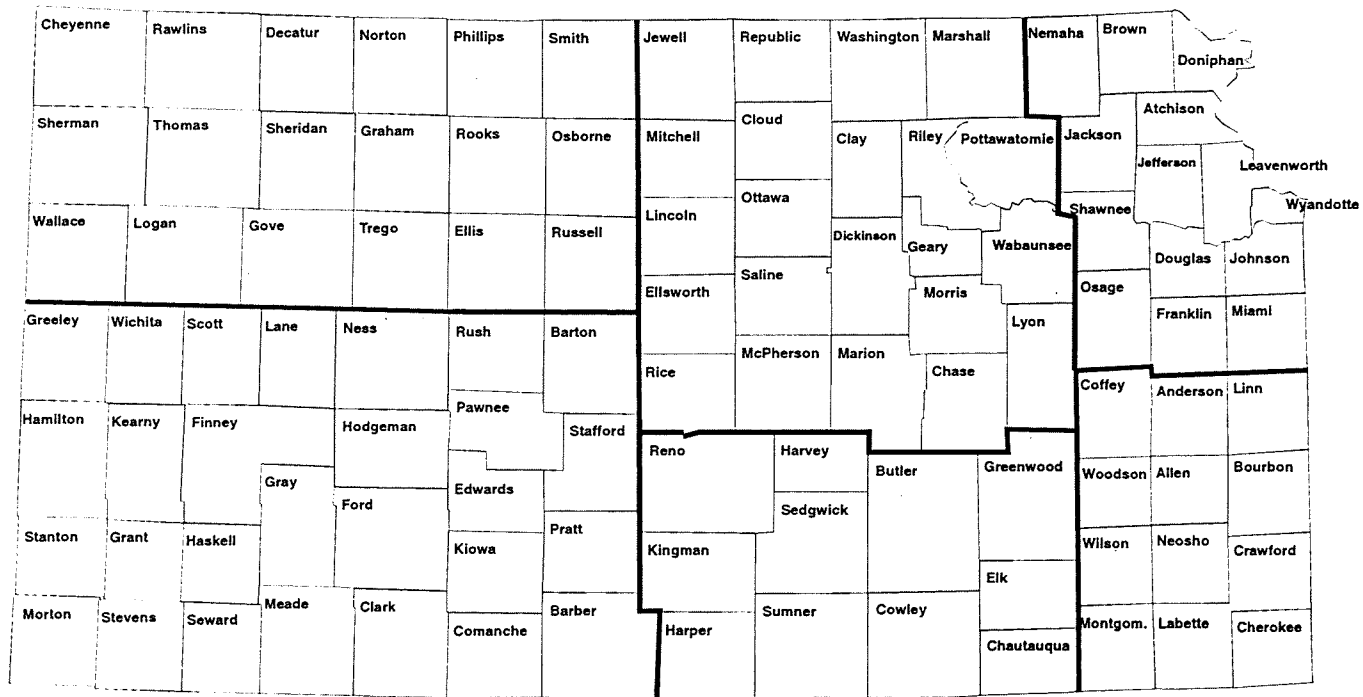 Cheyenne
Rawlins
Decatur
Norton
Phillips
Smith
Jewell
Republic
Washington
Marshall
Nemaha
Brown
Doniphan
Sherman
Thomas
Sheridan
Graham
Rooks
Osborne
Mitchell
Cloud
Clay
Riley
Pottawatomie
Jackson
Atchison
Jefferson
Leavenworth
Wallace
Logan
Gove
Trego
Ellis
Russell
Lincoln
Ottawa
Dickinson
Geary
Wabaunsee
Shawnee
Wyandotte
Douglas
Johnson
Ellsworth
Saline
Morris
Lyon
Osage
Franklin
Miami
Greeley
Wichita
Scott
Lane
Ness
Rush
Barton
Rice
McPherson
Marion
Chase
Coffey
Anderson
Linn
Hamilton
Kearny
Finney
Hodgeman
Pawnee
Stafford
Reno
Harvey
Butler
Greenwood
Woodson
Allen
Bourbon
Gray
Ford
Edwards
Sedgwick
Stanton
Grant
Haskell
Kiowa
Pratt
Kingman
Elk
Wilson
Neosho
Crawford
Morton
Stevens
Seward
Meade
Clark
Comanche
Barber
Harper
Sumner
Cowley
Chautauqua
Montgom.
Labette
Cherokee